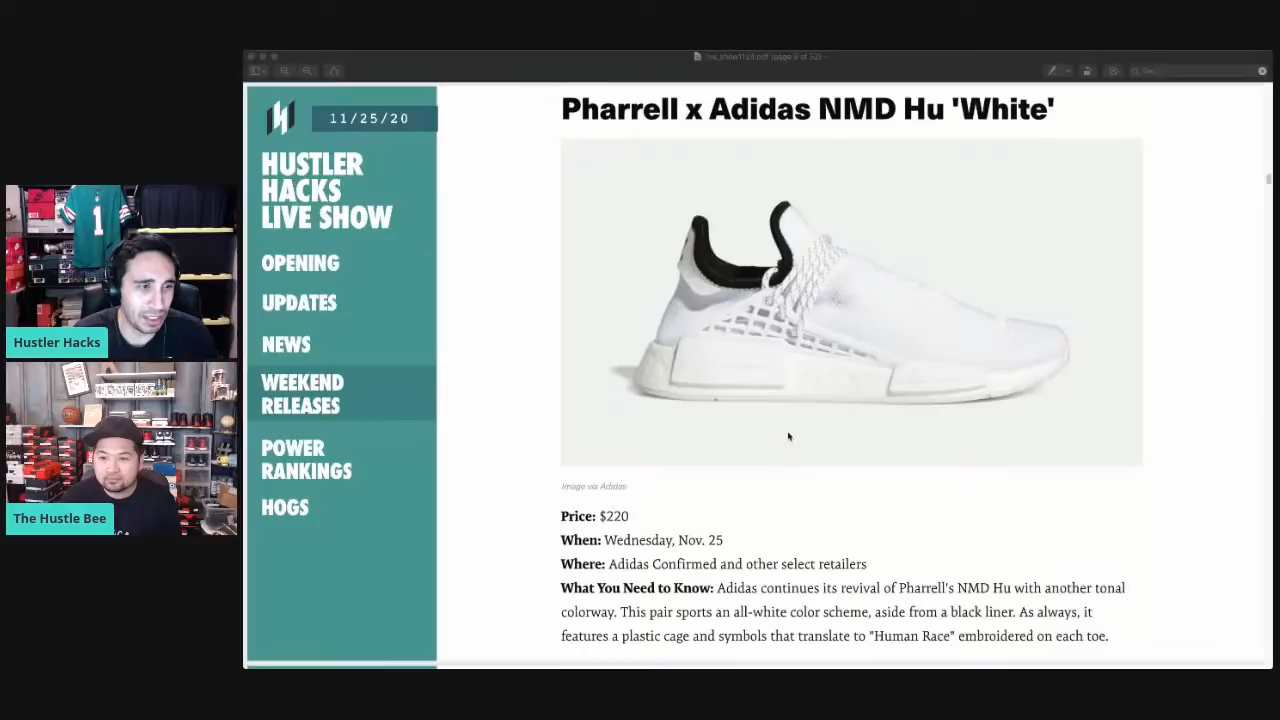 11/25/20
HUSTLER
HACKS
LIVE SHOW
OPENING
UPDATES
NEWS
WEEKEND
RELEASES
POWER
RANKINGS
HOGS
Pharrell x Adidas NMD Hu 'White'
Image via Adidas
Price: $220
When: Wednesday, Nov. 25
Where: Adidas Confirmed and other select retailers
What You Need to Know: Adidas continues its revival of Pharrell's NMD Hu with another tonal
colorway. This pair sports an all-white color scheme, aside from a black liner. As always, it
features a plastic cage and symbols that translate to "Human Race" embroidered on each toe.
1
Hustler Hacks
The Hustle Bee